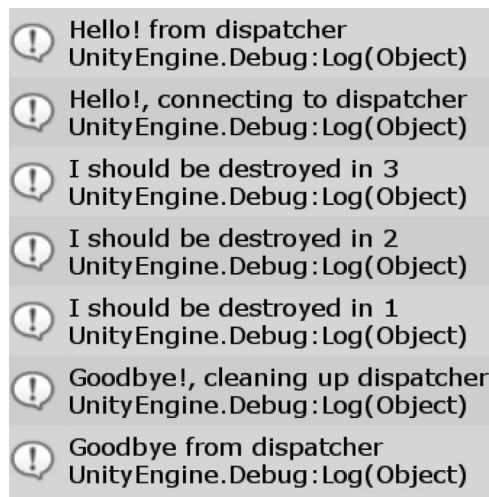 Hello! from dispatcher
UnityEngine.Debug:Log(Object)
Hello!, connecting to dispatcher
UnityEngine.Debug:Log(Object)
I should be destroyed in 3
UnityEngine.Debug:Log(Object)
I should be destroyed in 2
UnityEngine.Debug:Log(Object)
I should be destroyed in 1
UnityEngine.Debug:Log(Object)
Goodbye!, cleaning up dispatcher
UnityEngine.Debug:Log(Object)
Goodbye from dispatcher
UnityEngine.Debug:Log(Object)